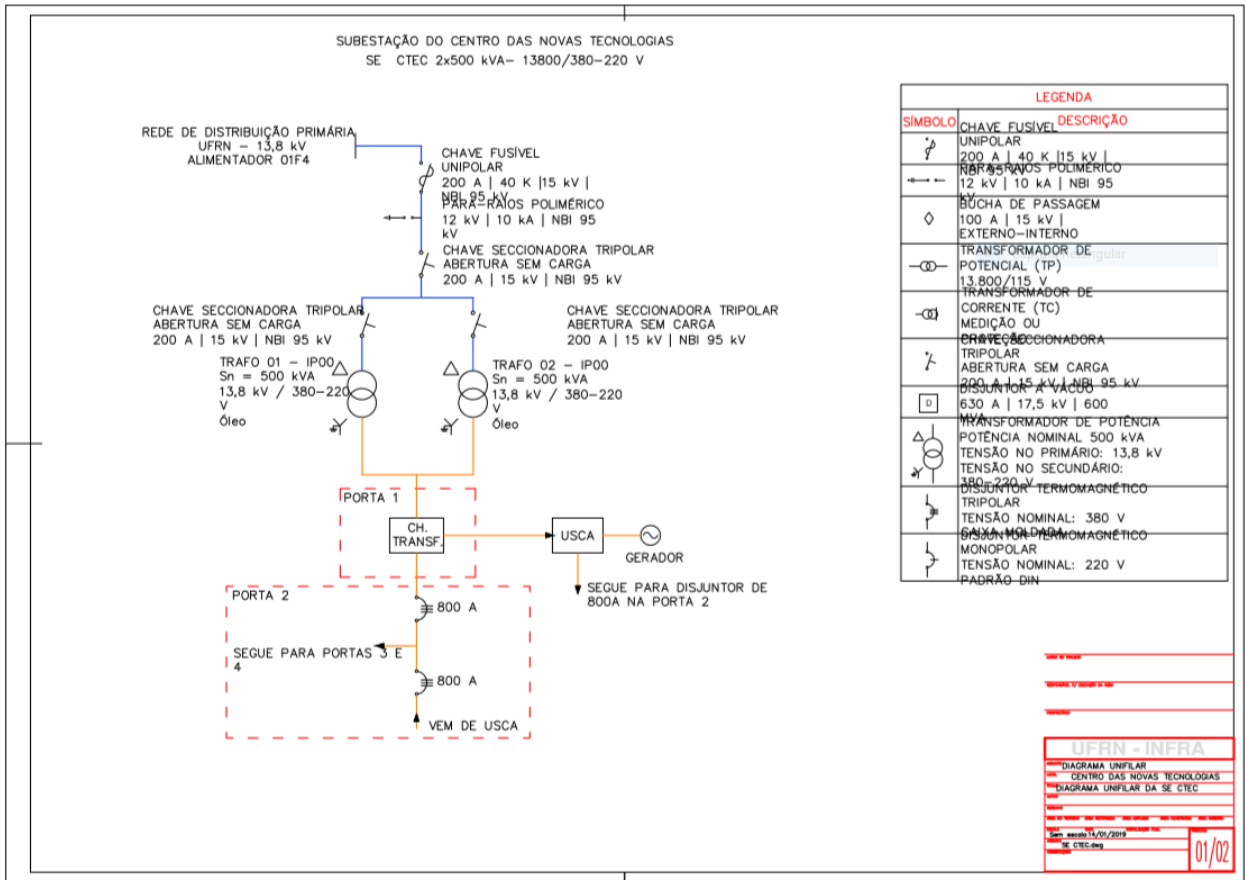 SUBESTAÇÃO DO CENTRO DAS NOVAS TECNOLOGIAS
SE CTEC 2x500 kVA- 13800/380-220 V
REDE DE DISTRIBUIÇÃO PRIMÁRIA
UFRN - 13,8 kV
ALIMENTADOR 01F4
CHAVE FUSÍVEL
UNIPOLAR
200 A | 40 K |15 kV |
NBI 95 kV
PARA-RAIOS POLIMÉRICO
12 kV | 10 kA | NBI 95
kV
CHAVE SECCIONADORA TRIPOLAR
ABERTURA SEM CARGA
200 A | 15 kV | NBI 95 kV
CHAVE SECCIONADORA TRIPOLAR
ABERTURA SEM CARGA
200 A | 15 kV | NBI 95 kV
CHAVE SECCIONADORA TRIPOLAR
ABERTURA SEM CARGA
200 A | 15 kV | NBI 95 kV
TRAFO 01 - IP00
Sn = 500 kVA
13,8 kV / 380-220
V
Óleo
TRAFO 02 - IP00
Sn = 500 kVA
13,8 kV / 380-220
V
Óleo
PORTA 1
CH.
TRANSF.
USCA
GERADOR
SEGUE PARA DISJUNTOR DE
800A NA PORTA 2
PORTA 2
800 A
SEGUE PARA PORTAS 3 E
4
800 A
VEM DE USCA
LEGENDA
SÍMBOLO
DESCRIÇÃO
CHAVE FUSÍVEL
UNIPOLAR
200 A | 40 K |15 kV |
NBI 95 kV
PARA-RAIOS POLIMÉRICO
12 kV | 10 kA | NBI 95
kV
BUCHA DE PASSAGEM
100 A | 15 kV |
EXTERNO-INTERNO
TRANSFORMADOR DE
POTENCIAL (TP)
13.800/115 V
TRANSFORMADOR DE
CORRENTE (TC)
MEDIÇÃO OU
PROTEÇÃO
CHAVE SECCIONADORA
TRIPOLAR
ABERTURA SEM CARGA
200 A | 15 kV | NBI 95 kV
D
DISJUNTOR A VÁCUO
630 A | 17,5 kV | 600
MVA
TRANSFORMADOR DE POTÊNCIA
POTÊNCIA NOMINAL 500 kVA
TENSÃO NO PRIMÁRIO: 13,8 kV
TENSÃO NO SECUNDÁRIO:
380-220 V
DISJUNTOR TERMOMAGNÉTICO
TRIPOLAR
TENSÃO NOMINAL: 380 V
CAIXA MOLDADA
DISJUNTOR TERMOMAGNÉTICO
MONOPOLAR
TENSÃO NOMINAL: 220 V
PADRÃO DIN
UFRN - INFRA
DIAGRAMA UNIFILAR
CENTRO DAS NOVAS TECNOLOGIAS
DIAGRAMA UNIFILAR DA SE CTEC
Sem escala
14/01/2019
SE CTEC.dwg
01/02